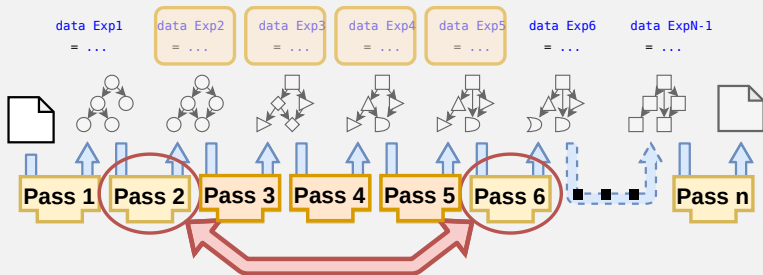 data Exp1 data Exp2 data Exp3 data Exp4 data Exp5 data Exp6 data ExpN-1
= ... = ... = ... = ... = ... = ... = ...
Pass 1 Pass 2 Pass 3 Pass 4 Pass 5 Pass 6 Pass n